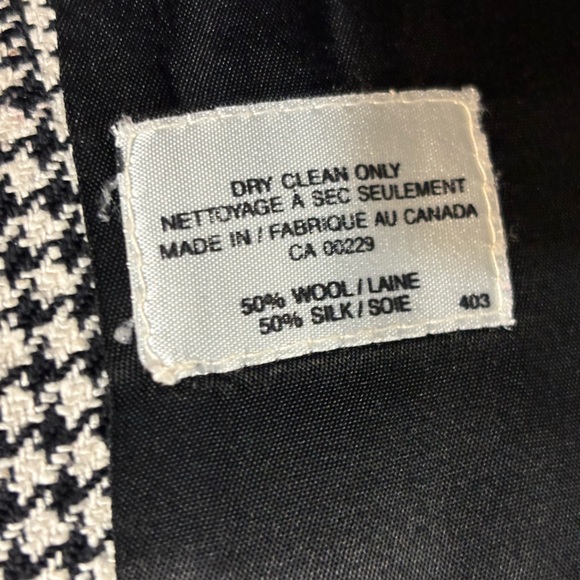 DRY CLEAN ONLY
NETTOYAGE À SEC SEULEMENT
MADE IN / FABRIQUE AU CANADA
CA 00229
50% WOOL / LAINE
50% SILK / SOIE 403